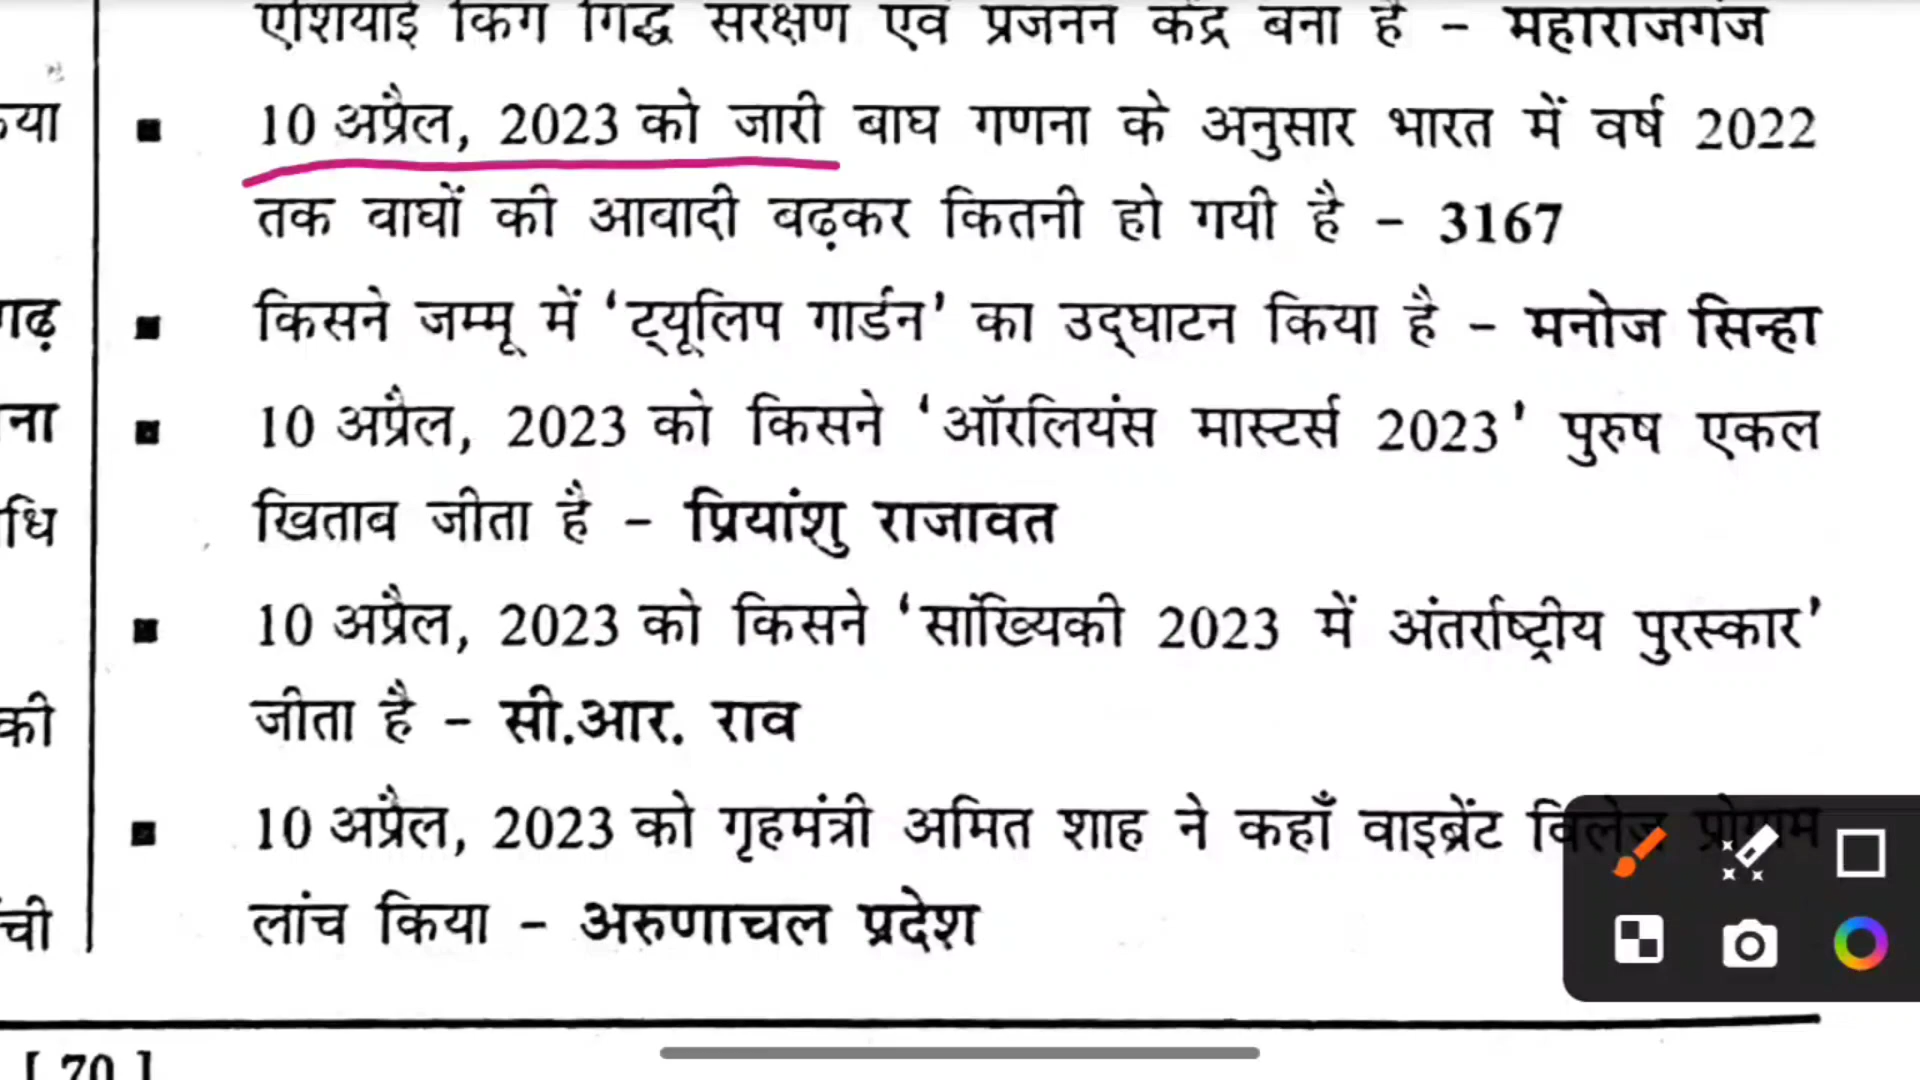 एशियाई किंग गिद्ध संरक्षण एवं प्रजनन केंद्र बना है - महाराजगंज
10 अप्रैल, 2023 को जारी बाघ गणना के अनुसार भारत में वर्ष 2022
तक वाघों की आवादी बढ़कर कितनी हो गयी है - 3167
गढ़ ■ किसने जम्मू में ‘ट्यूलिप गार्डन’ का उद्घाटन किया है - मनोज सिन्हा
ना ■ 10 अप्रैल, 2023 को किसने ‘ऑरलियंस मास्टर्स 2023’ पुरुष एकल
खिताब जीता है - प्रियांशु राजावत
धि
■ 10 अप्रैल, 2023 को किसने ‘सांख्यिकी 2023 में अंतर्राष्ट्रीय पुरस्कार’
की जीता है - सी.आर. राव
■ 10 अप्रैल, 2023 को गृहमंत्री अमित शाह ने कहाँ वाइब्रेंट विलेज प्रोग्राम
ची लांच किया - अरुणाचल प्रदेश
[ 70 ]